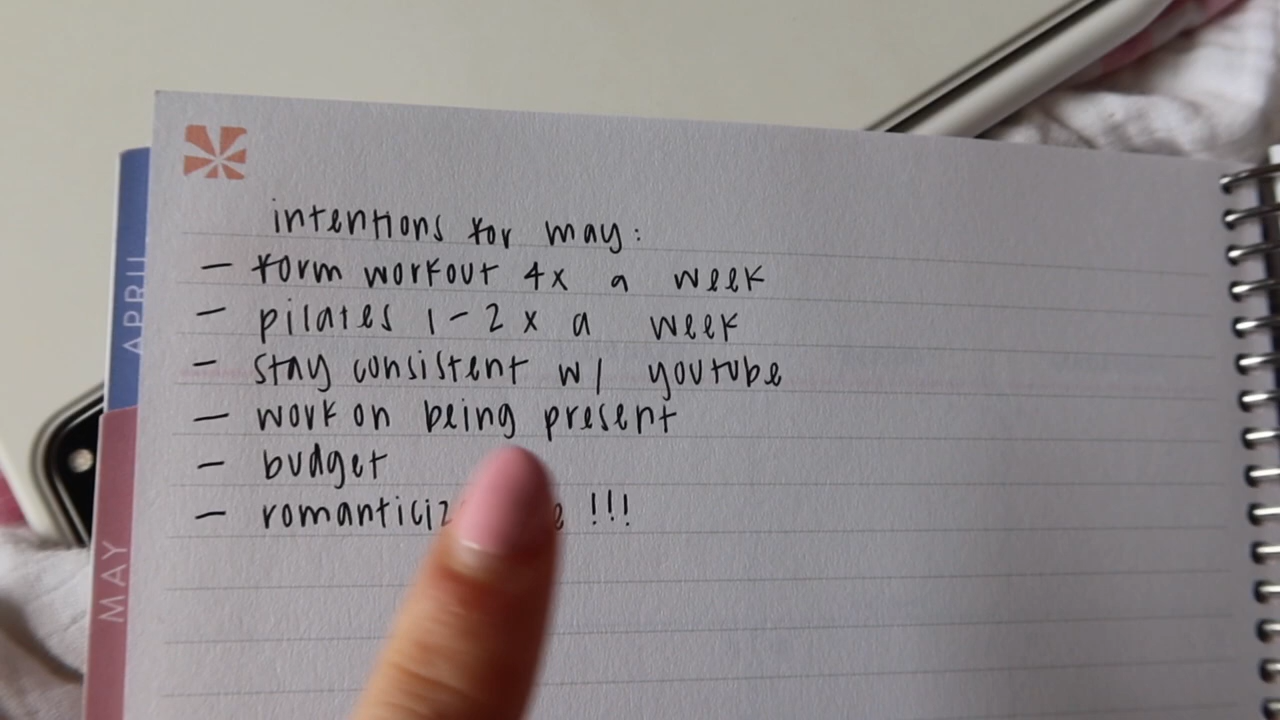 intentions for may:
- form workout 4x a week
- pilates 1-2x a week
- stay consistent w/ youtube
- work on being present
- budget
- !!!
APRIL
MAY